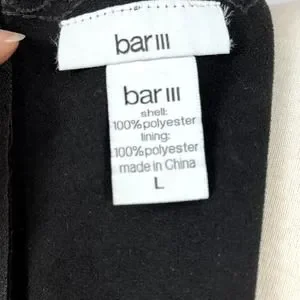 bar III
bar III
shell:
100%polyester
lining:
100%polyester
made in China
L